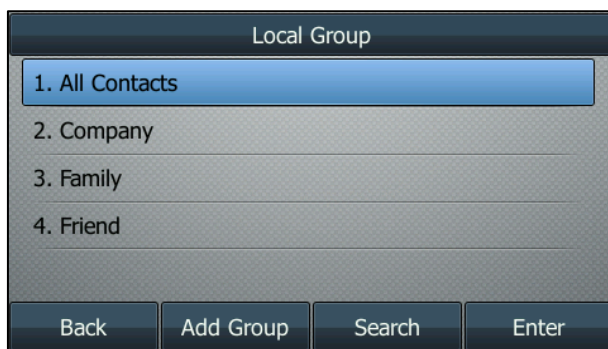 Local Group
1. All Contacts
2. Company
3. Family
4. Friend
Back Add Group Search Enter